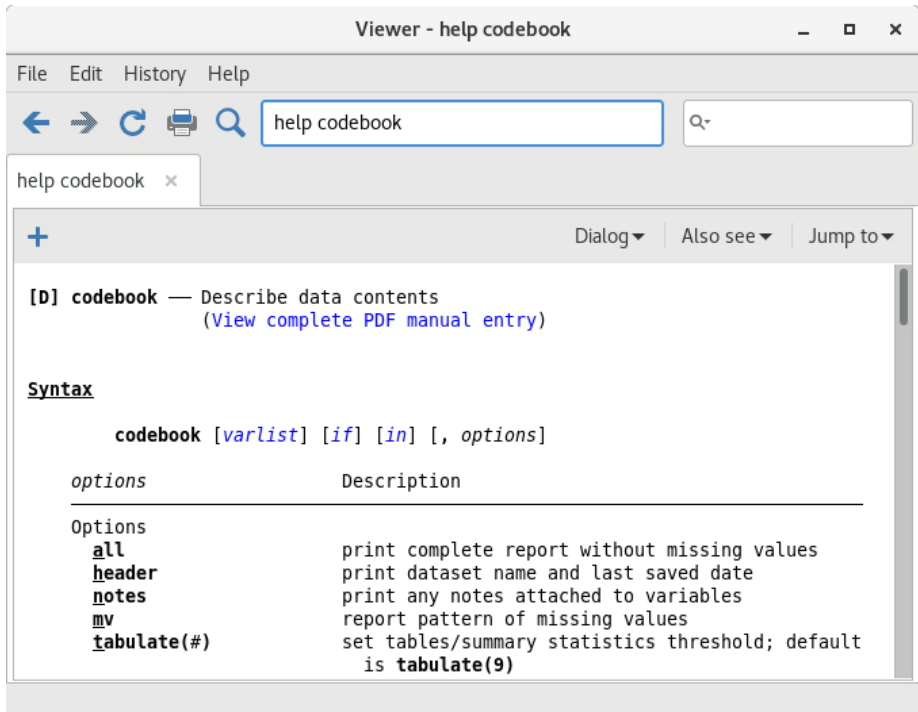 Viewer - help codebook
File Edit History Help
help codebook
help codebook
Dialog Also see Jump to
[D] codebook — Describe data contents
(View complete PDF manual entry)
Syntax
codebook [varlist] [if] [in] [, options]
options Description
Options
all print complete report without missing values
header print dataset name and last saved date
notes print any notes attached to variables
mv report pattern of missing values
tabulate(#) set tables/summary statistics threshold; default
is tabulate(9)